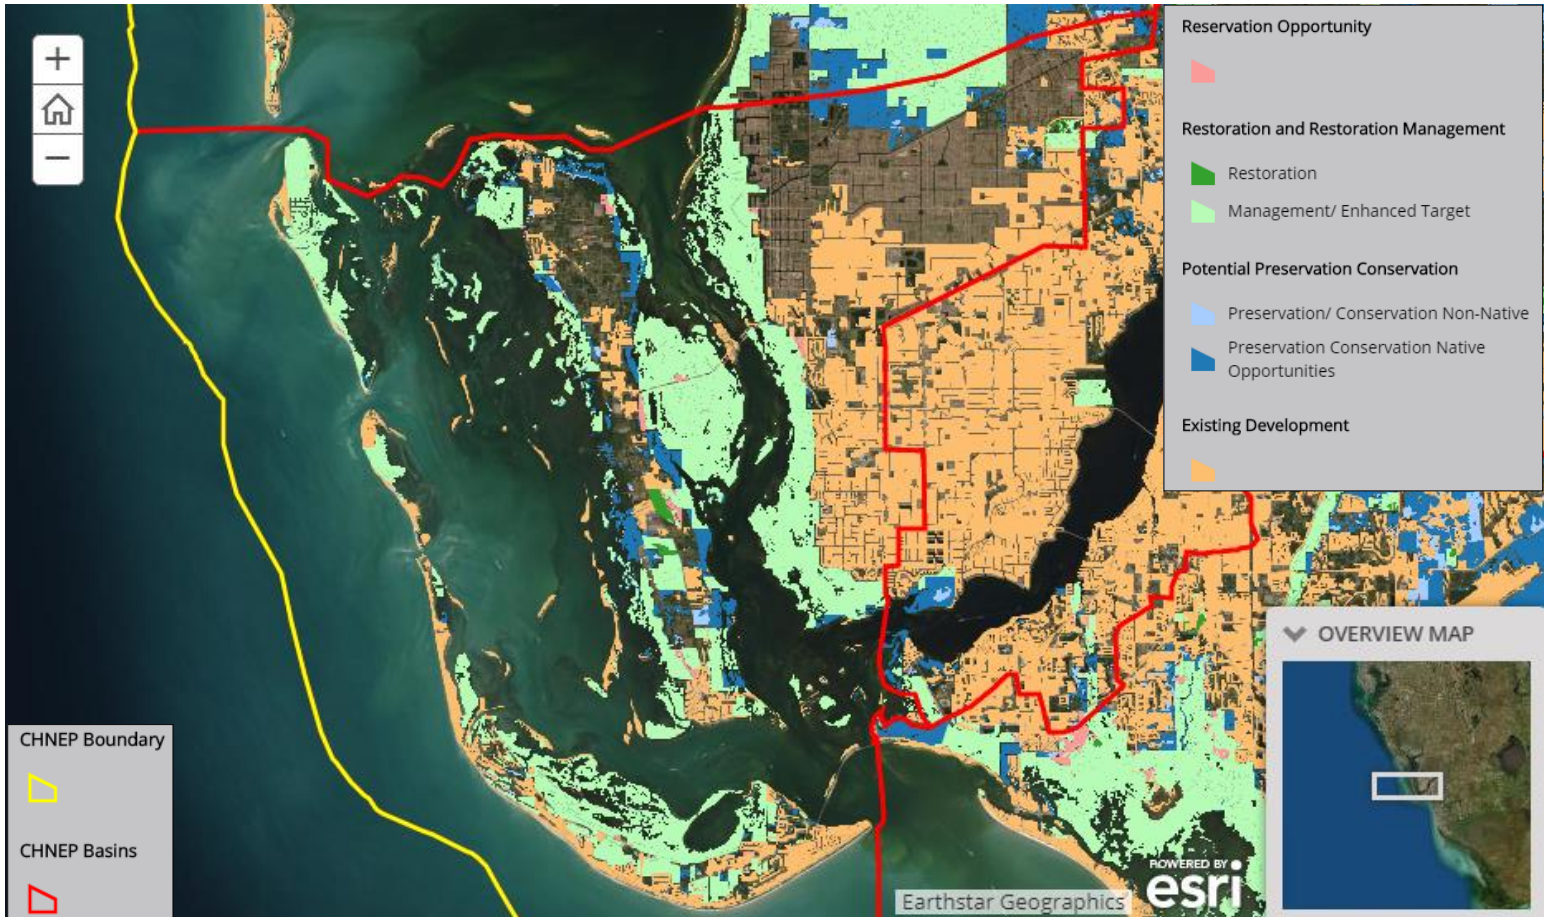 +
−
Reservation Opportunity
Restoration and Restoration Management
Restoration
Management/ Enhanced Target
Potential Preservation Conservation
Preservation/ Conservation Non-Native
Preservation Conservation Native
Opportunities
Existing Development
OVERVIEW MAP
CHNEP Boundary
CHNEP Basins
POWERED BY
esri
Earthstar Geographics